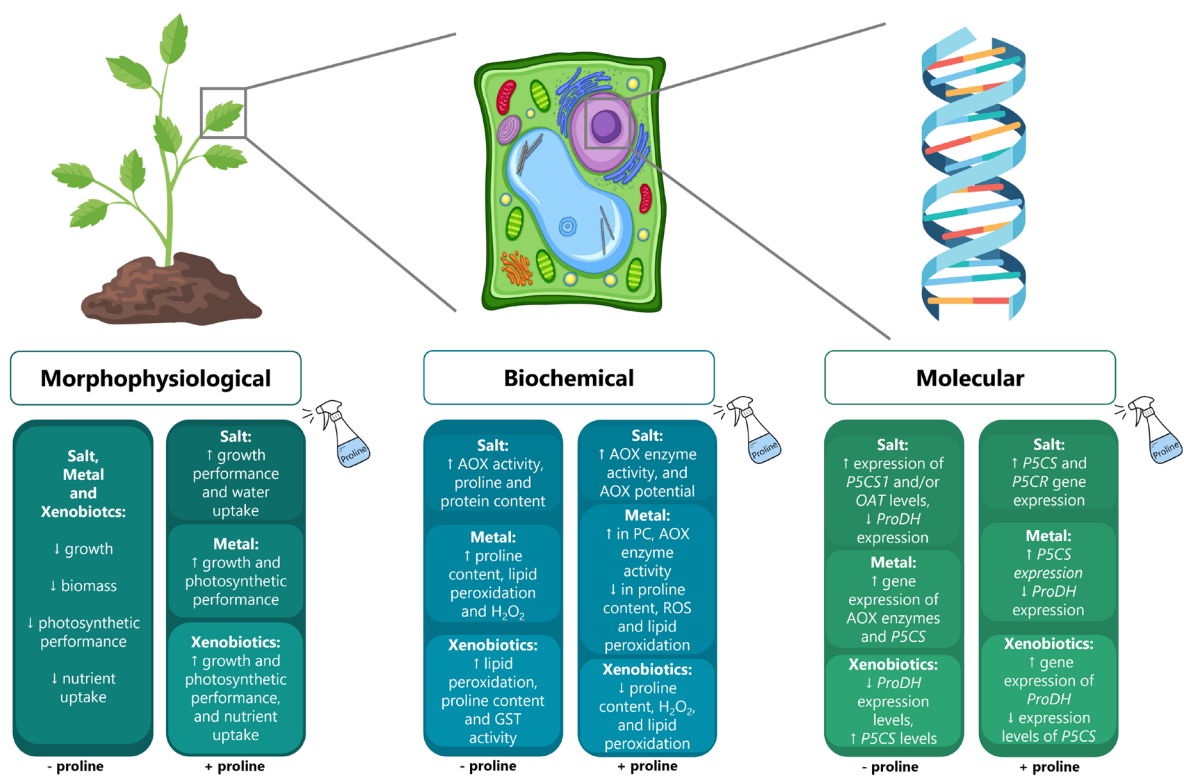 Morphophysiological
Proline
Salt,
Metal
and
Xenobiotcs:
↓ growth
↓ biomass
↓ photosynthetic
performance
↓ nutrient
uptake
- proline
Salt:
↑ growth
performance
and water
uptake
Metal:
↑ growth and
photosynthetic
performance
Xenobiotics:
↑ growth and
photosynthetic
performance,
and nutrient
uptake
+ proline
Biochemical
Proline
Salt:
↑ AOX activity,
proline and
protein content
Metal:
↑ proline
content, lipid
peroxidation
and H₂O₂
Xenobiotics:
↑ lipid
peroxidation,
proline content
and GST
activity
- proline
Salt:
↑ AOX enzyme
activity, and
AOX potential
Metal:
↑ in PC, AOX
enzyme
activity
↓ in proline
content, ROS
and lipid
peroxidation
Xenobiotics:
↓ proline
content, H₂O₂,
and lipid
peroxidation
+ proline
Molecular
Proline
Salt:
↑ expression of
P5CS1 and/or
OAT levels,
↓ ProDH
expression
Metal:
↑ gene
expression of
AOX enzymes
and P5CS
Xenobiotics:
↓ ProDH
expression
levels,
↑ P5CS levels
- proline
Salt:
↑ P5CS and
P5CR gene
expression
Metal:
↑ P5CS
expression
↓ ProDH
expression
Xenobiotics:
↑ gene
expression of
ProDH
↓ expression
levels of P5CS
+ proline